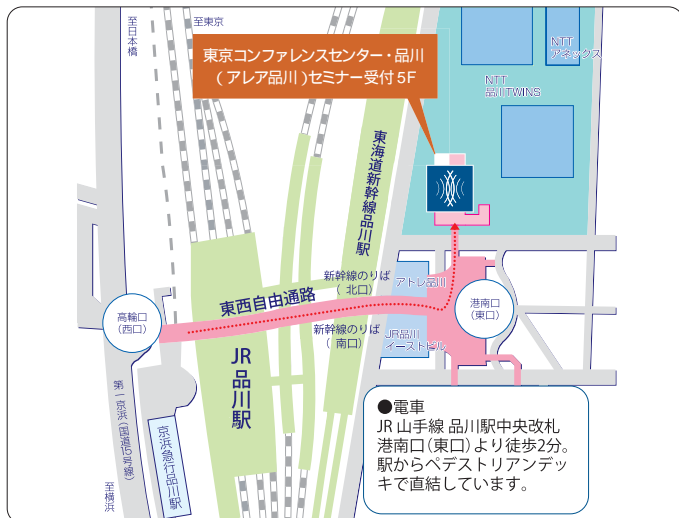 至日本橋
至東京
東京コンファレンスセンター・品川
(アレア品川)セミナー受付5F
NTT
アネックス
NTT
品川TWINS
東海道新幹線品川駅
新幹線のりば
(北口)
アトレ品川
東西自由通路
高輪口
(西口)
港南口
(東口)
新幹線のりば
(南口)
JR品川
イーストビル
JR品川駅
第一京浜(国道15号線)
京浜急行品川駅
至横浜
●電車
JR山手線 品川駅中央改札
港南口(東口)より徒歩2分。
駅からペデストリアンデッ
キで直結しています。